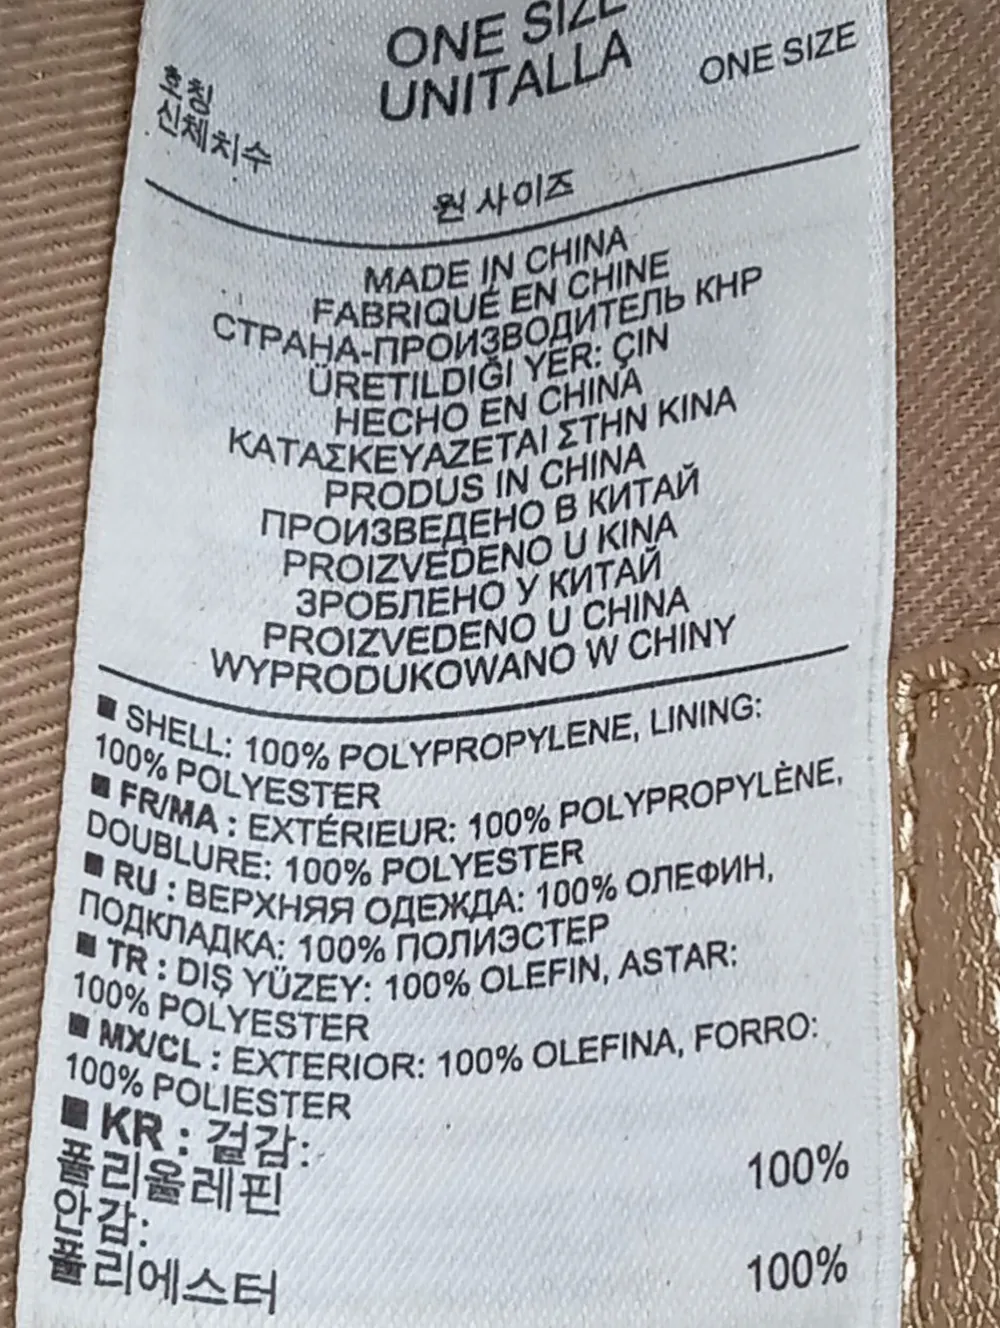 ONE SIZE
UNITALLA
ONE SIZE
호칭
신체치수
원 사이즈
MADE IN CHINA
FABRIQUÉ EN CHINE
СТРАНА-ПРОИЗВОДИТЕЛЬ КНР
ÜRETILDIĞI YER: ÇIN
HECHO EN CHINA
ΚΑΤΑΣΚΕΥΑΖΕΤΑΙ ΣΤΗΝ ΚΙΝΑ
PRODUS IN CHINA
ПРОИЗВЕДЕНО В КИТАЙ
PROIZVEDENO U KINA
ЗРОБЛЕНО У КИТАЙ
PROIZVEDENO U CHINA
WYPRODUKOWANO W CHINY
■ SHELL: 100% POLYPROPYLENE, LINING:
100% POLYESTER
■ FR/MA : EXTÉRIEUR: 100% POLYPROPYLÈNE,
DOUBLURE: 100% POLYESTER
■ RU : ВЕРХНЯЯ ОДЕЖДА: 100% ОЛЕФИН,
ПОДКЛАДКА: 100% ПОЛИЭСТЕР
■ TR : DIŞ YÜZEY: 100% OLEFIN, ASTAR:
100% POLYESTER
■ MX/CL : EXTERIOR: 100% OLEFINA, FORRO:
100% POLIESTER
■ KR : 겉감:
폴리올레핀 100%
안감:
폴리에스터 100%